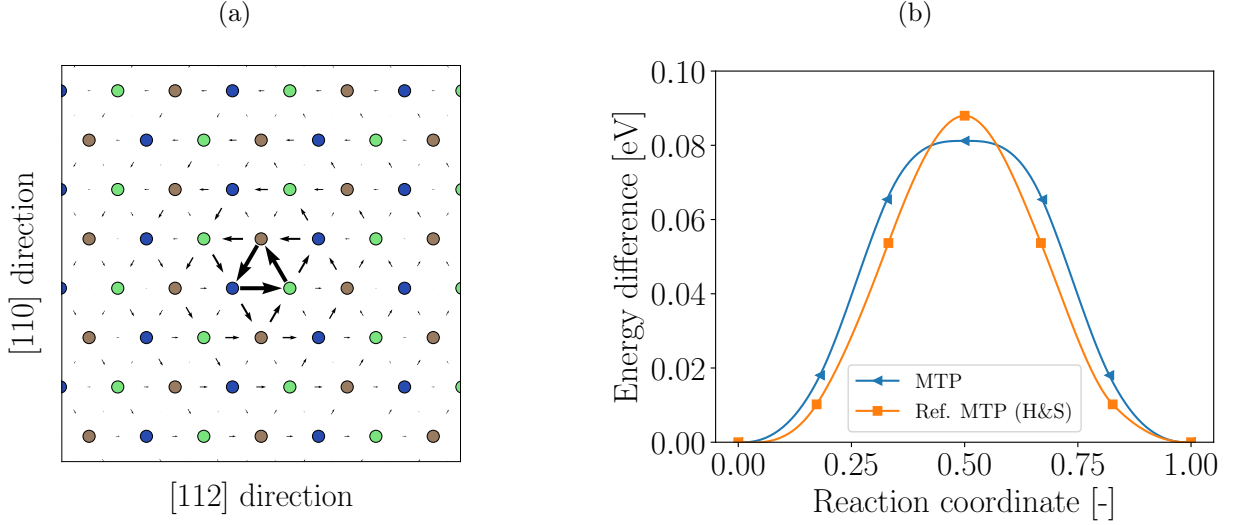 (a)
[110] direction
[112] direction
(b)
Energy difference [eV]
0.10
0.08
0.06
0.04
0.02
0.00
MTP
Ref. MTP (H&S)
0.00 0.25 0.50 0.75 1.00
Reaction coordinate [-]